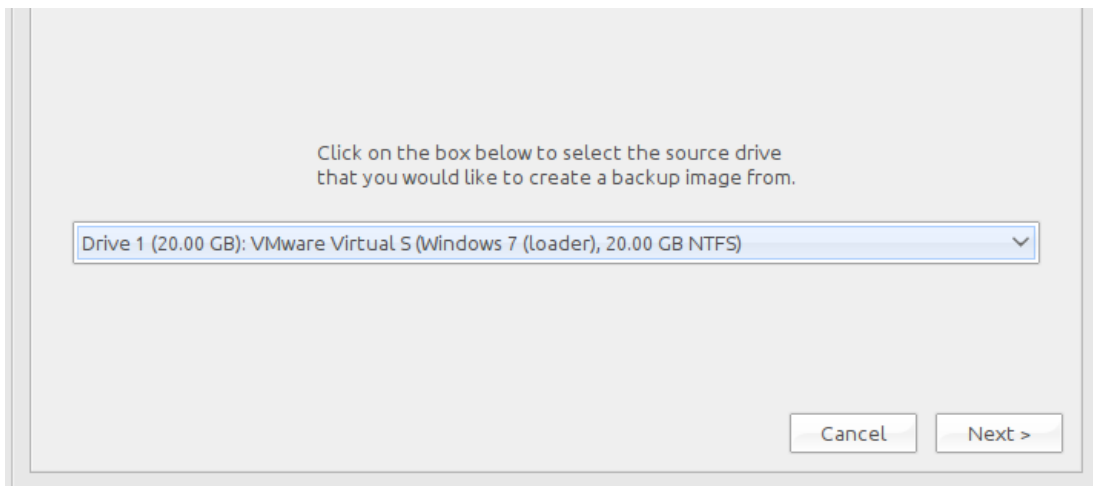 Click on the box below to select the source drive
that you would like to create a backup image from.
Drive 1 (20.00 GB): VMware Virtual S (Windows 7 (loader), 20.00 GB NTFS)
Cancel
Next >